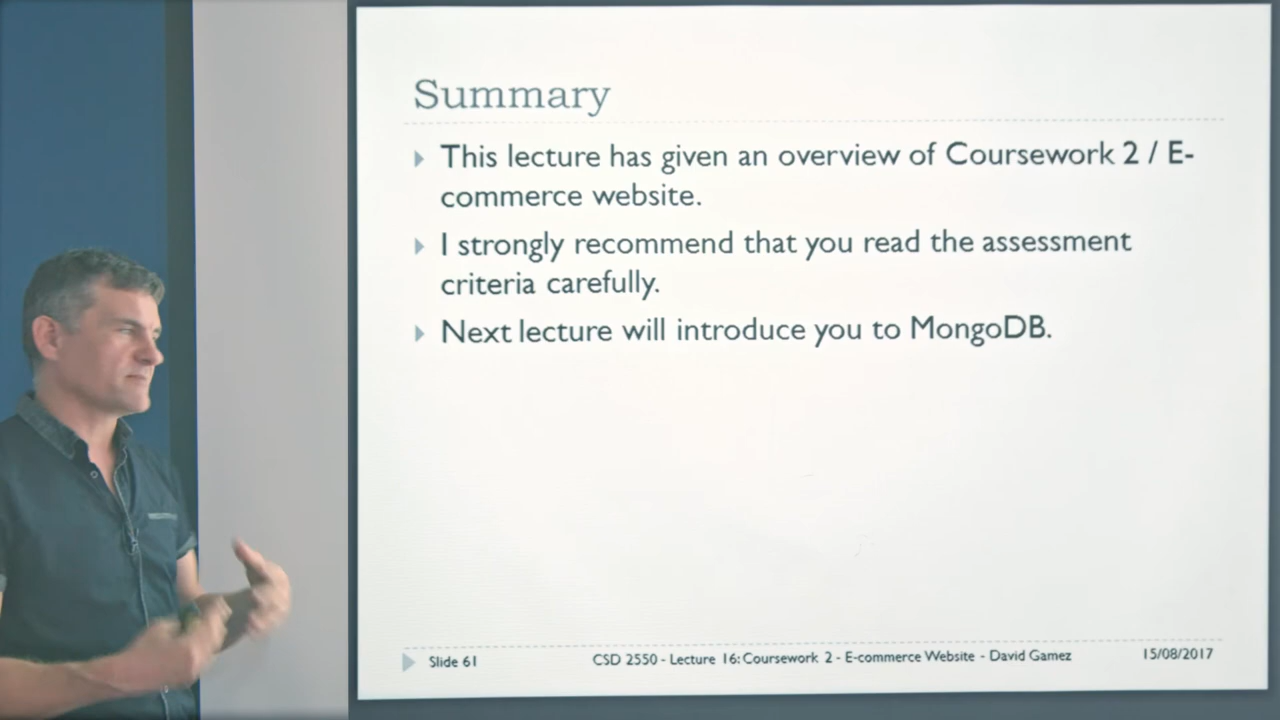 Summary
This lecture has given an overview of Coursework 2 / E-
commerce website.
I strongly recommend that you read the assessment
criteria carefully.
Next lecture will introduce you to MongoDB.
Slide 61
CSD 2550 - Lecture 16: Coursework 2 - E-commerce Website - David Gamez
15/08/2017